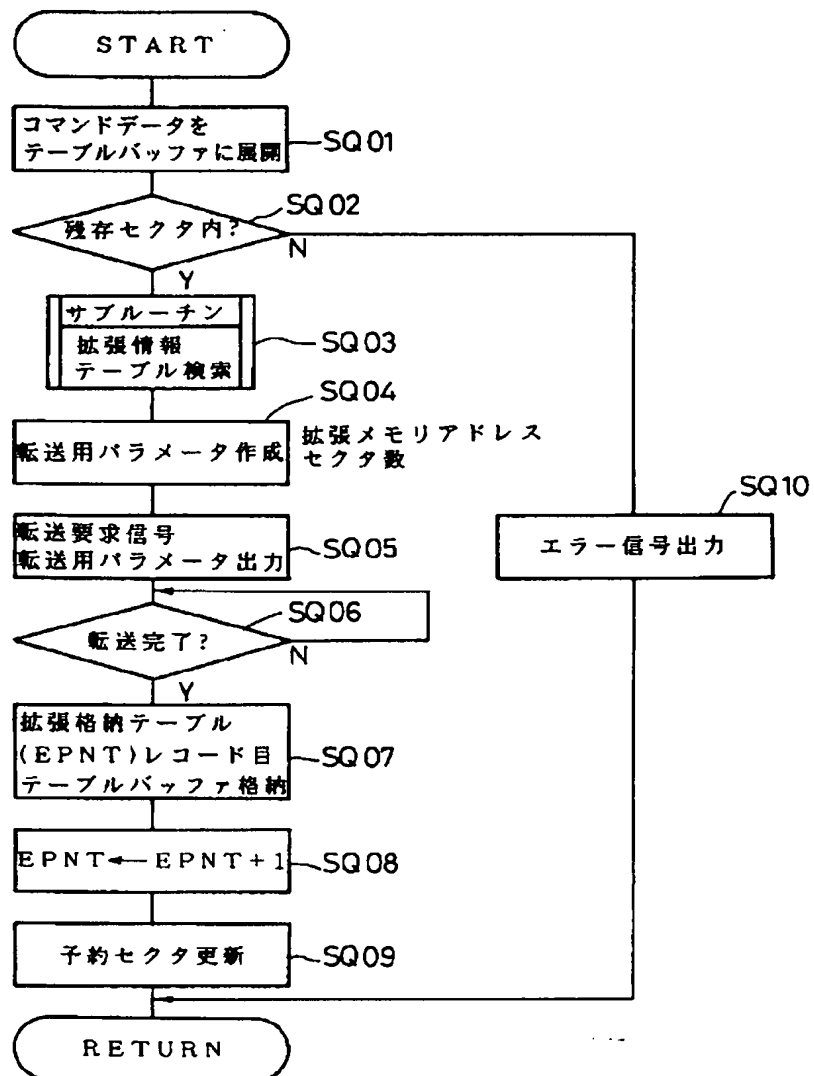 START
コマンドデータを
テーブルバッファに展開
SQ01
SQ02
残存セクタ内?
N
Y
サブルーチン
拡張情報
テーブル検索
SQ03
SQ04
転送用パラメータ作成
拡張メモリアドレス
セクタ数
SQ10
転送要求信号
転送用パラメータ出力
SQ05
エラー信号出力
SQ06
転送完了?
N
Y
拡張格納テーブル
(EPNT)レコード目
テーブルバッファ格納
SQ07
EPNT←EPNT+1
SQ08
予約セクタ更新
SQ09
RETURN